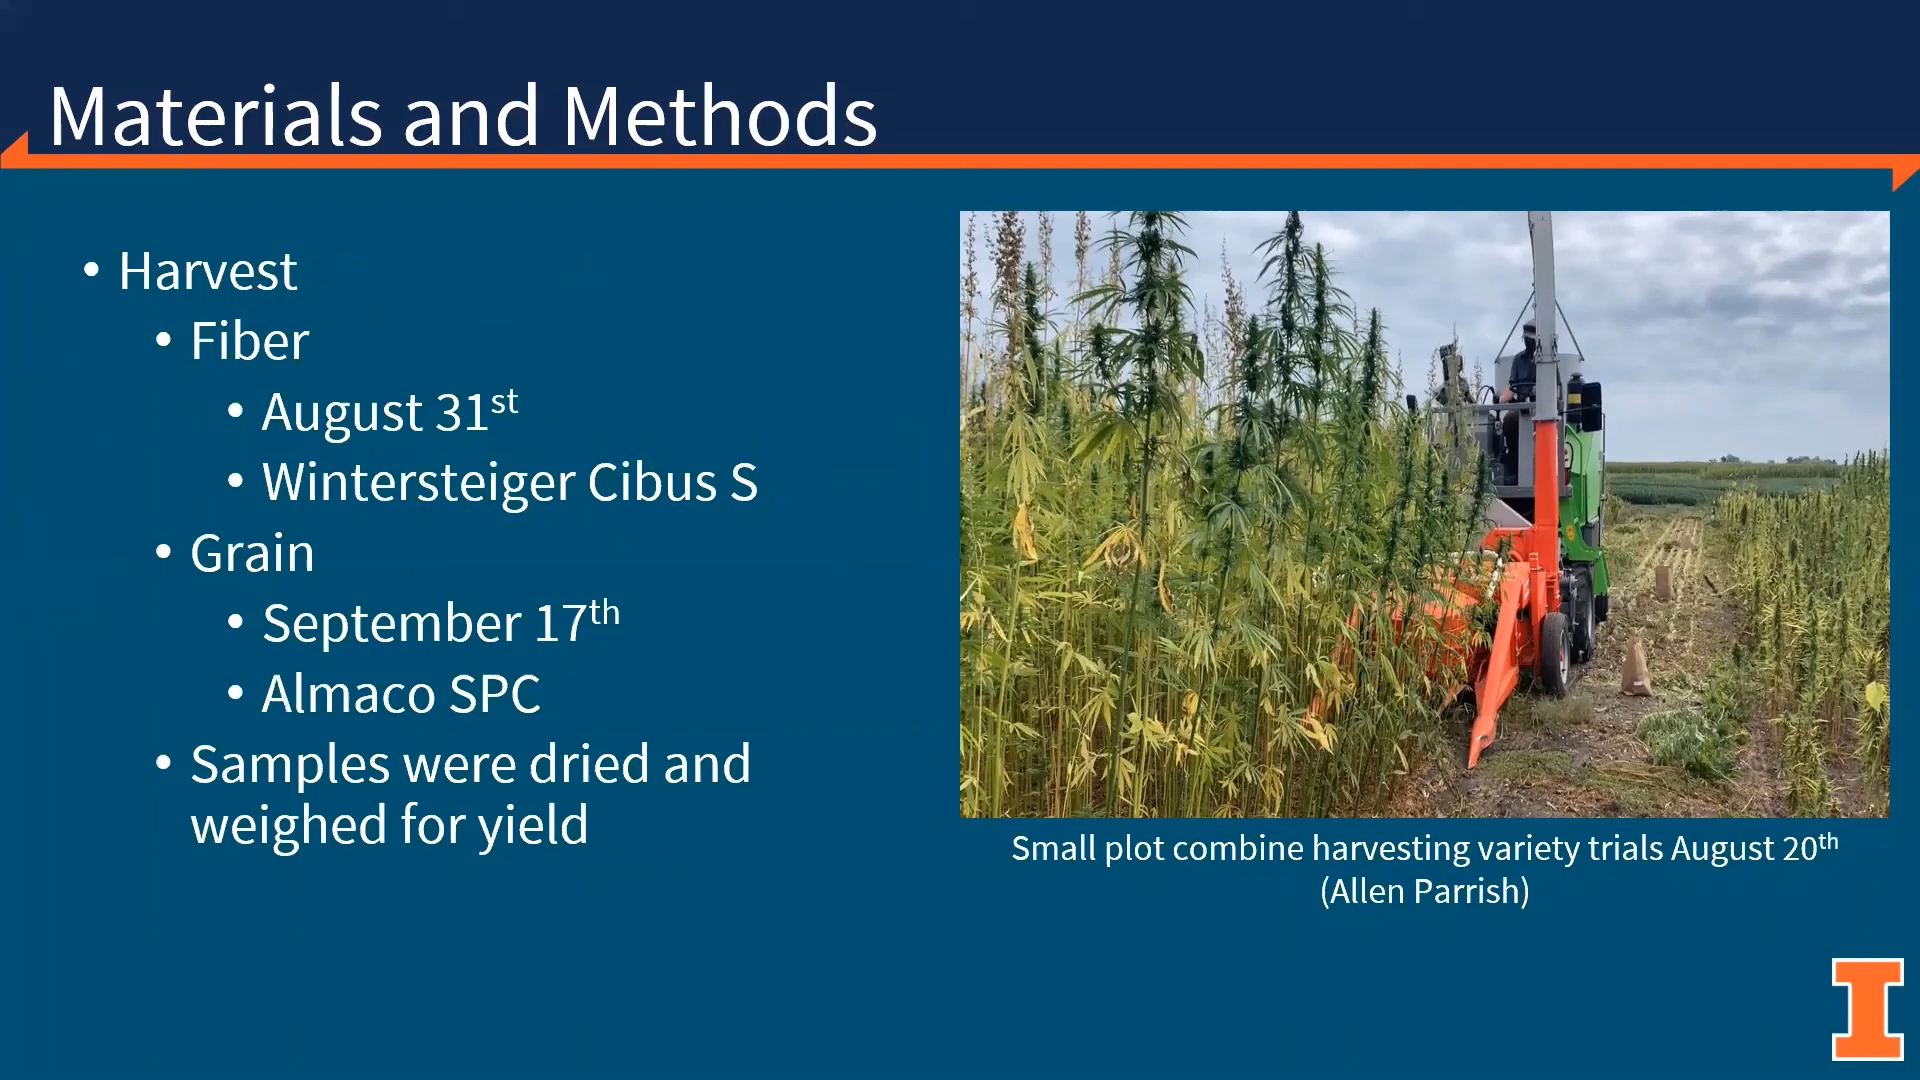 Materials and Methods
• Harvest
• Fiber
• August 31st
• Wintersteiger Cibus S
• Grain
• September 17th
• Almaco SPC
• Samples were dried and
weighed for yield
Small plot combine harvesting variety trials August 20th
(Allen Parrish)
I